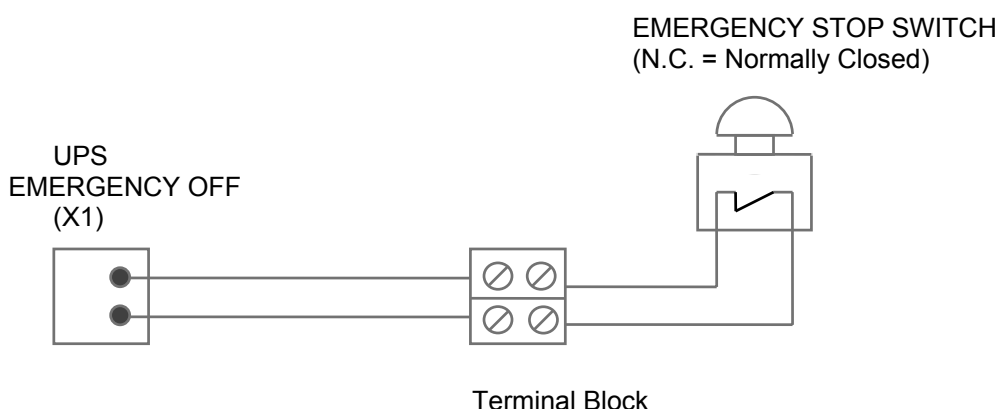 EMERGENCY STOP SWITCH
(N.C. = Normally Closed)
UPS
EMERGENCY OFF
(X1)
Terminal Block